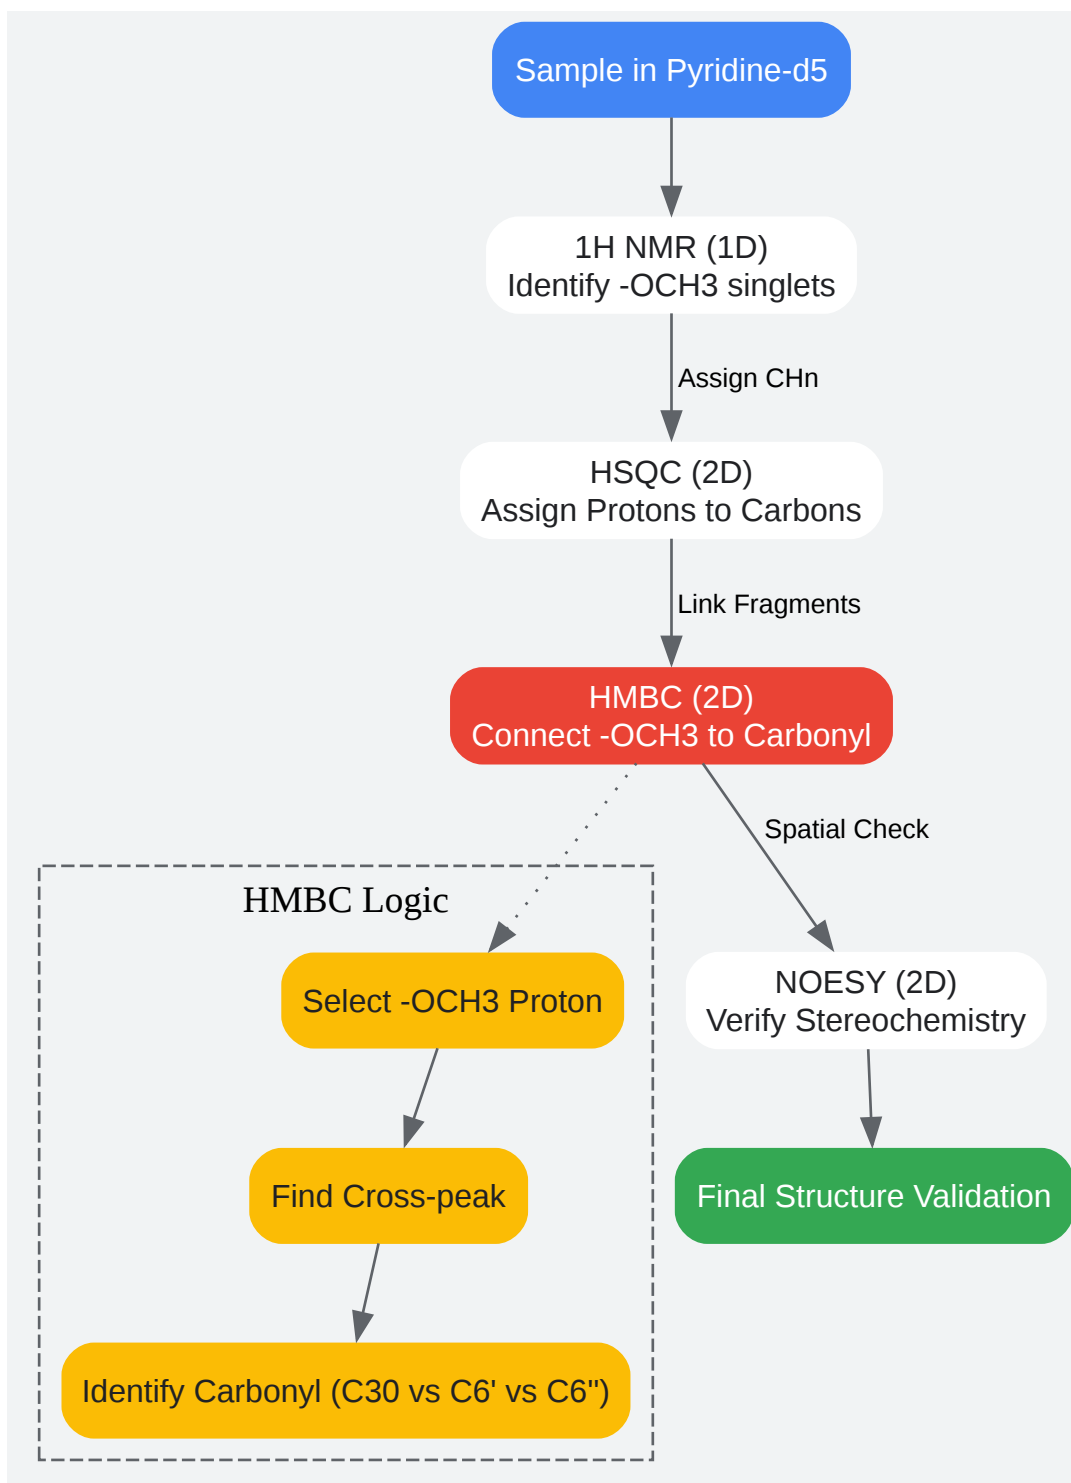 Sample in Pyridine-d5
1H NMR (1D)
Identify -OCH3 singlets
Assign CHn
HSQC (2D)
Assign Protons to Carbons
Link Fragments
HMBC (2D)
Connect -OCH3 to Carbonyl
Spatial Check
HMBC Logic
Select -OCH3 Proton
NOESY (2D)
Verify Stereochemistry
Find Cross-peak
Final Structure Validation
Identify Carbonyl (C30 vs C6' vs C6")